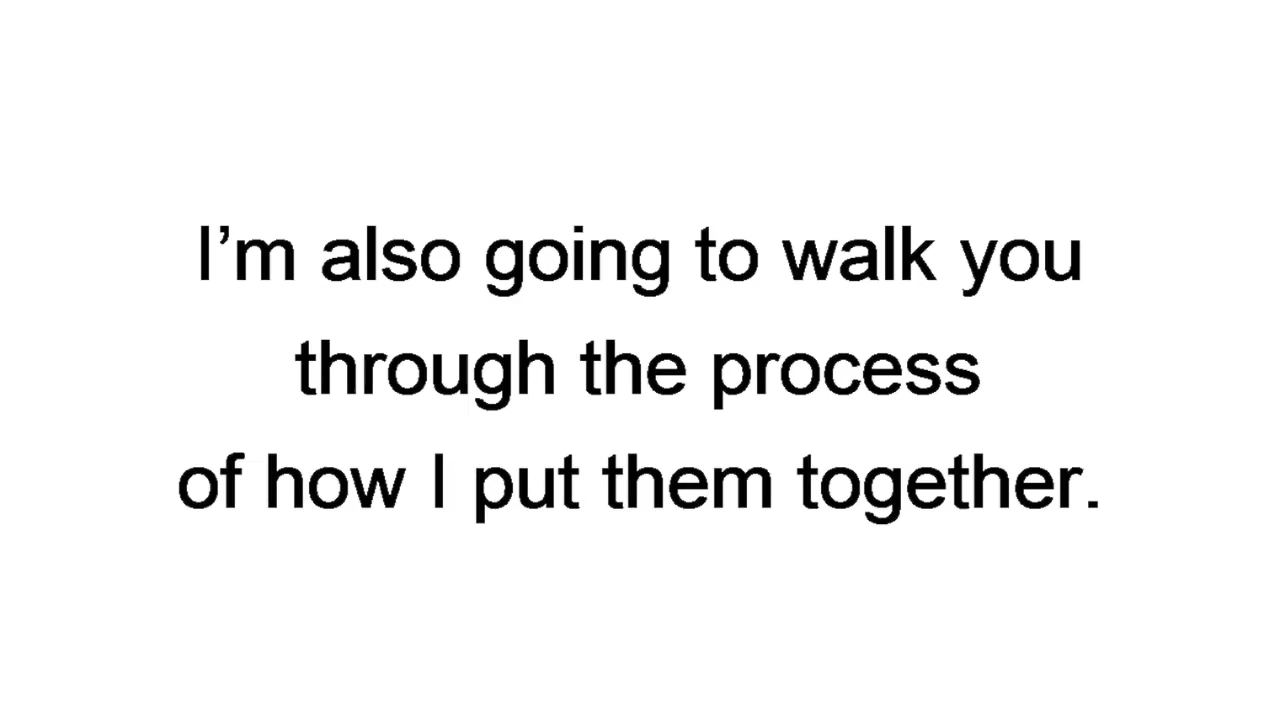 I’m also going to walk you
through the process
of how I put them together.